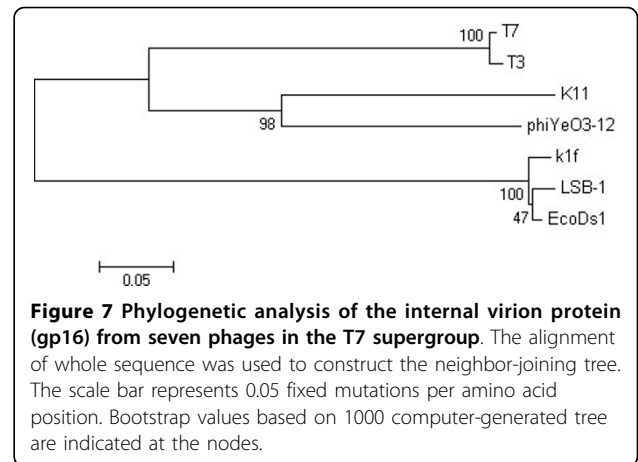 100
T7
T3
K11
98
phiYeO3-12
k1f
100
LSB-1
47
EcoDs1
0.05
Figure 7 Phylogenetic analysis of the internal virion protein
(gp16) from seven phages in the T7 supergroup. The alignment
of whole sequence was used to construct the neighbor-joining tree.
The scale bar represents 0.05 fixed mutations per amino acid
position. Bootstrap values based on 1000 computer-generated tree
are indicated at the nodes.